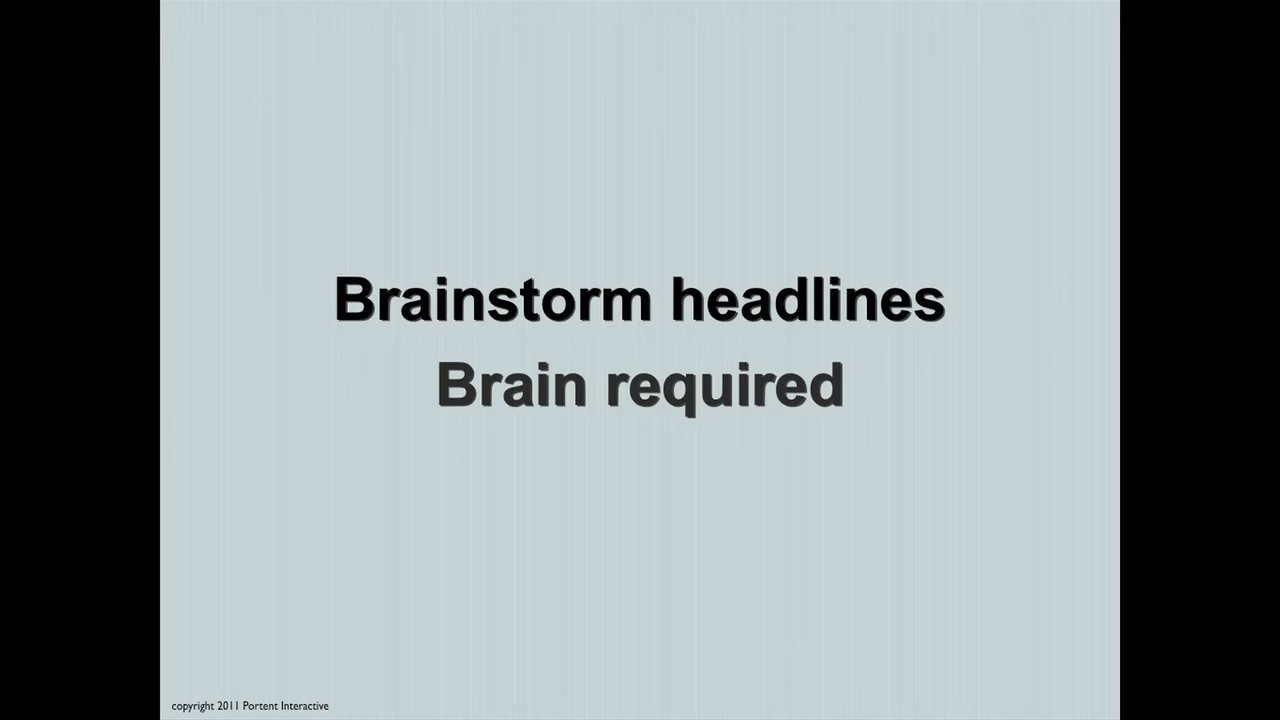 Brainstorm headlines
Brain required
copyright 2011 Portent Interactive